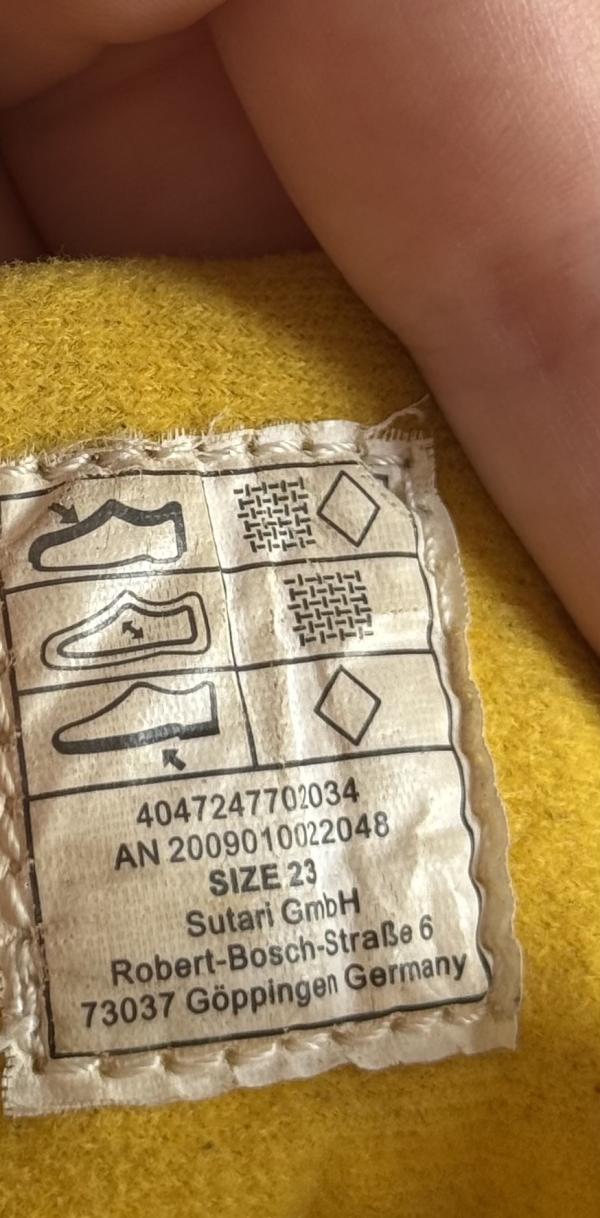 4047247702034
AN 2009010022048
SIZE 23
Sutari GmbH
Robert-Bosch-Straße 6
73037 Göppingen Germany